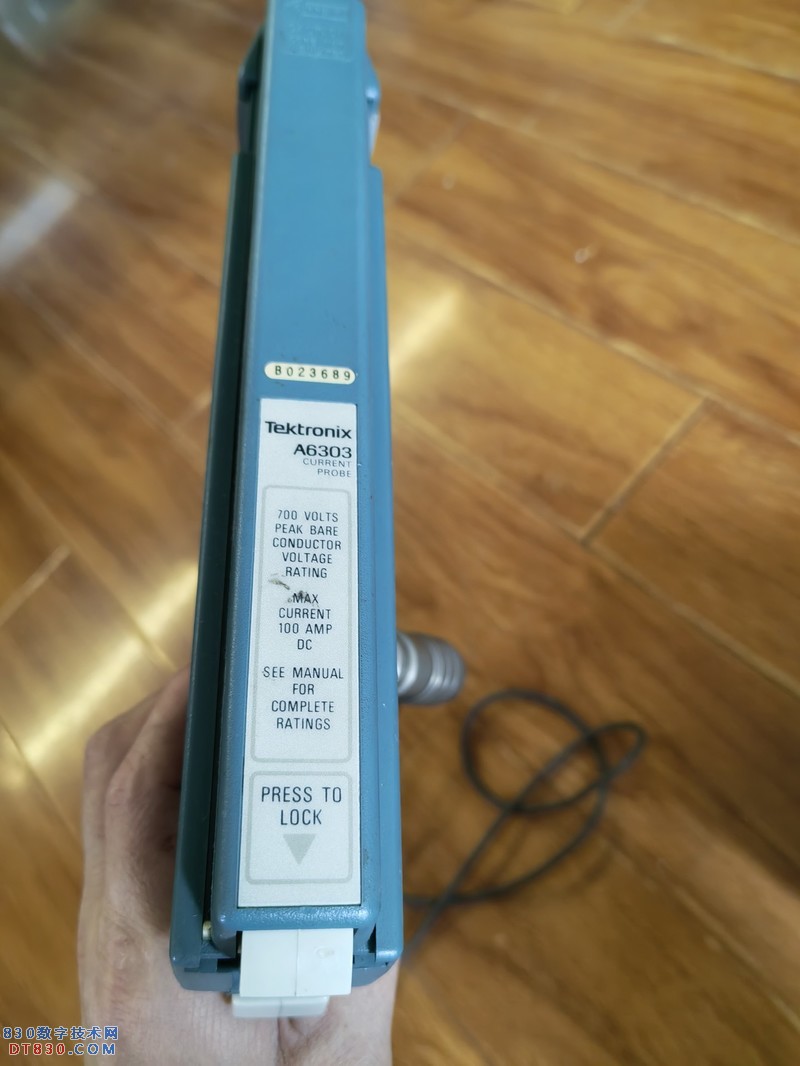 B023689
Tektronix
A6303
CURRENT
PROBE
700 VOLTS
PEAK BARE
CONDUCTOR
VOLTAGE
RATING
MAX
CURRENT
100 AMP
DC
SEE MANUAL
FOR
COMPLETE
RATINGS
PRESS TO
LOCK
830数字技术网
DT830.COM